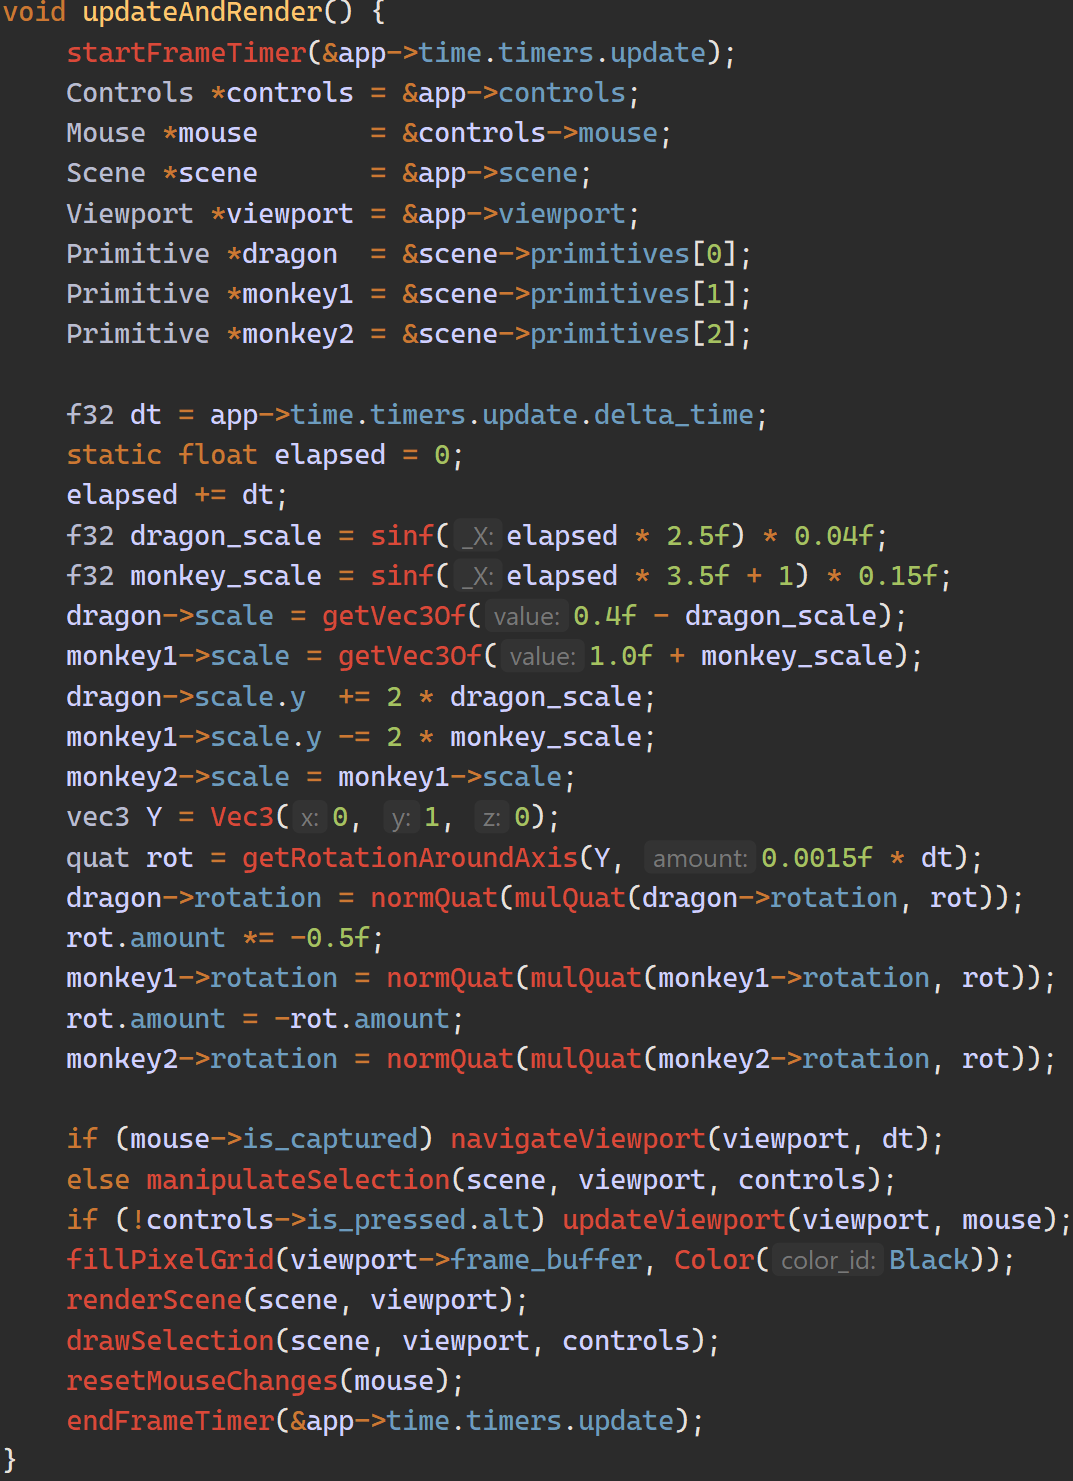 void updateAndRender() {
    startFrameTimer(&app->time.timers.update);
    Controls *controls = &app->controls;
    Mouse *mouse       = &controls->mouse;
    Scene *scene       = &app->scene;
    Viewport *viewport = &app->viewport;
    Primitive *dragon  = &scene->primitives[0];
    Primitive *monkey1 = &scene->primitives[1];
    Primitive *monkey2 = &scene->primitives[2];

    f32 dt = app->time.timers.update.delta_time;
    static float elapsed = 0;
    elapsed += dt;
    f32 dragon_scale = sinf( _X: elapsed * 2.5f) * 0.04f;
    f32 monkey_scale = sinf( _X: elapsed * 3.5f + 1) * 0.15f;
    dragon->scale = getVec3Of( value: 0.4f - dragon_scale);
    monkey1->scale = getVec3Of( value: 1.0f + monkey_scale);
    dragon->scale.y  += 2 * dragon_scale;
    monkey1->scale.y -= 2 * monkey_scale;
    monkey2->scale = monkey1->scale;
    vec3 Y = Vec3( x: 0, y: 1, z: 0);
    quat rot = getRotationAroundAxis(Y, amount: 0.0015f * dt);
    dragon->rotation = normQuat(mulQuat(dragon->rotation, rot));
    rot.amount *= -0.5f;
    monkey1->rotation = normQuat(mulQuat(monkey1->rotation, rot));
    rot.amount = -rot.amount;
    monkey2->rotation = normQuat(mulQuat(monkey2->rotation, rot));

    if (mouse->is_captured) navigateViewport(viewport, dt);
    else manipulateSelection(scene, viewport, controls);
    if (!controls->is_pressed.alt) updateViewport(viewport, mouse);
    fillPixelGrid(viewport->frame_buffer, Color( color_id: Black));
    renderScene(scene, viewport);
    drawSelection(scene, viewport, controls);
    resetMouseChanges(mouse);
    endFrameTimer(&app->time.timers.update);
}